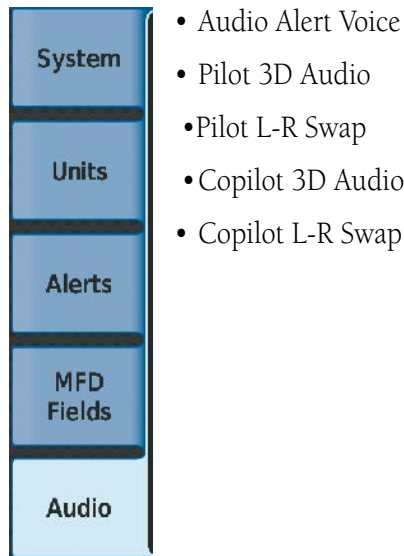 System
Units
Alerts
MFD
Fields
Audio
• Audio Alert Voice
• Pilot 3D Audio
•Pilot L-R Swap
• Copilot 3D Audio
• Copilot L-R Swap